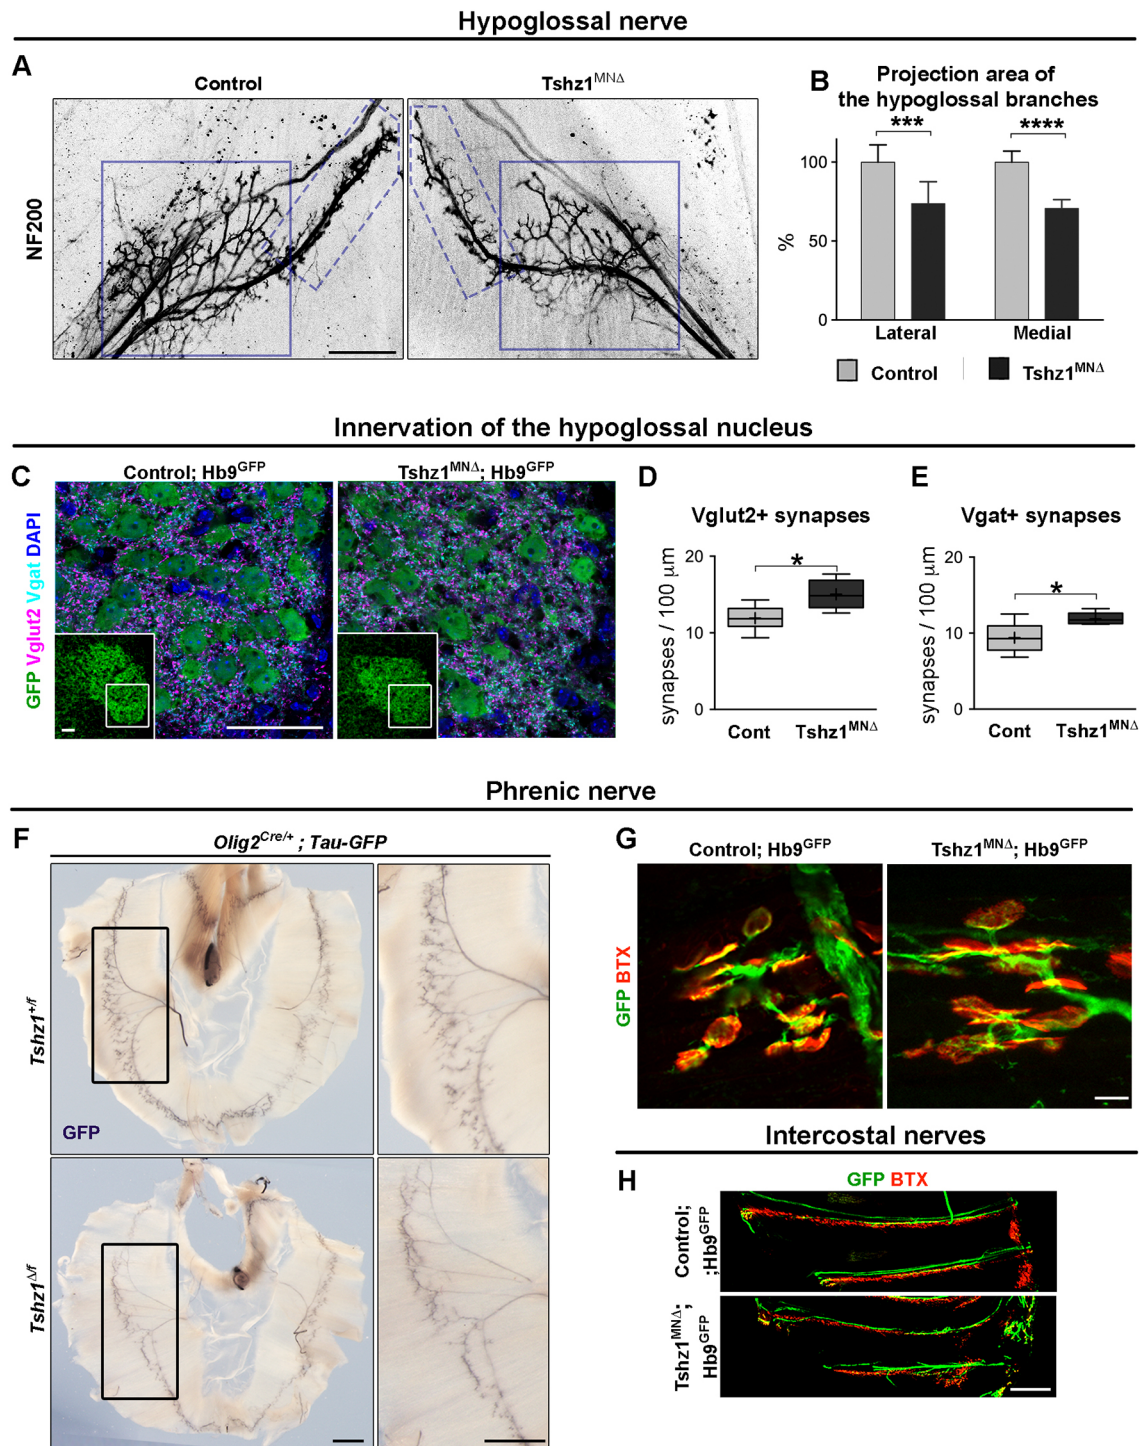 Hypoglossal nerve
A
Control
Tshz1MNΔ
NF200
B
Projection area of
the hypoglossal branches
***
****
100
50
0
%
Lateral
Medial
Control
Tshz1MNΔ
Innervation of the hypoglossal nucleus
C
Control; Hb9GFP
Tshz1MNΔ; Hb9GFP
GFP Vglut2 Vgat DAPI
D
Vglut2+ synapses
synapses / 100 μm
20
10
0
*
Cont
Tshz1MNΔ
E
Vgat+ synapses
synapses / 100 μm
20
10
0
*
Cont
Tshz1MNΔ
Phrenic nerve
F
Olig2Cre/+ ; Tau-GFP
Tshz1+/f
GFP
Tshz1Δ/f
G
Control; Hb9GFP
Tshz1MNΔ; Hb9GFP
GFP BTX
Intercostal nerves
H
GFP BTX
Control;
;Hb9GFP
Tshz1MNΔ;
Hb9GFP